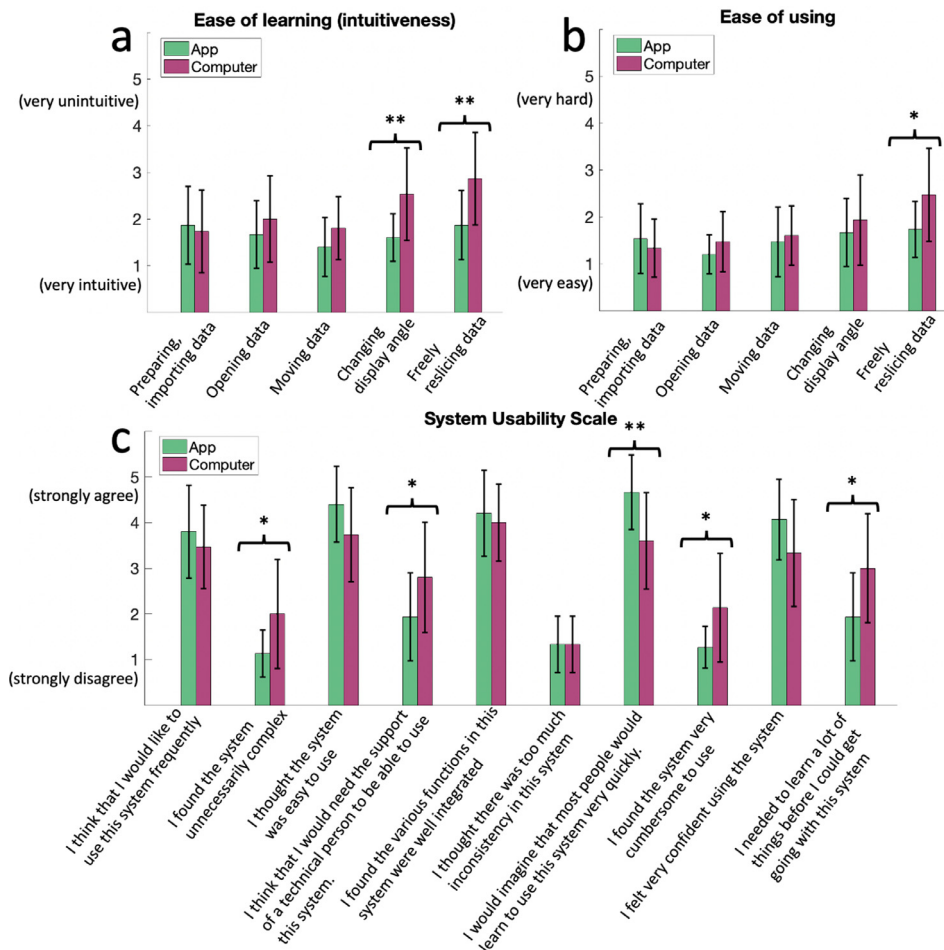 a
Ease of learning (intuitiveness)
App
Computer
5
(very unintuitive)
4
3
2
1
(very intuitive)
**
**
Preparing,
importing data
Opening data
Moving data
Changing
display angle
Freely
reslicing data
b
Ease of using
App
Computer
5
(very hard)
4
3
2
1
(very easy)
*
Preparing,
importing data
Opening data
Moving data
Changing
display angle
Freely
reslicing data
c
System Usability Scale
App
Computer
5
(strongly agree)
4
3
2
1
(strongly disagree)
*
*
**
*
*
I think that I would like to
use this system frequently
I found the system
unnecessarily complex
I thought the system
was easy to use
I think that I would need the support
of a technical person to be able to use
this system.
I found the various functions in this
system were well integrated
I thought there was too much
inconsistency in this system
I would imagine that most people would
learn to use this system very quickly.
I found the system very
cumbersome to use
I felt very confident using the system
I needed to learn a lot of
things before I could get
going with this system